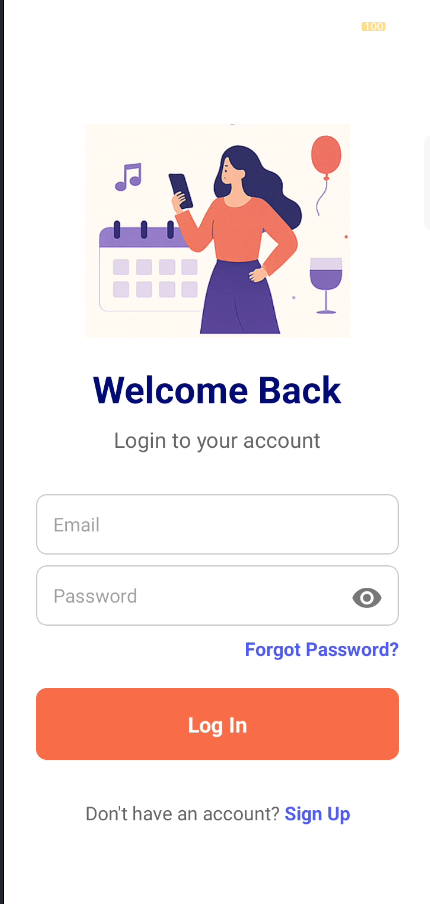 100
Welcome Back
Login to your account
Email
Password
Forgot Password?
Log In
Don't have an account? Sign Up